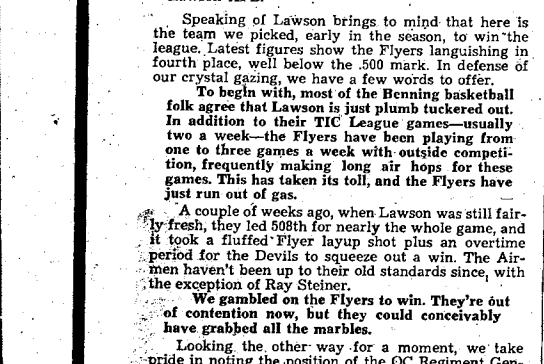 Speaking of Lawson brings to mind that here is
the team we picked, early in the season, to win the
league. Latest figures show the Flyers languishing in
fourth place, well below the .500 mark. In defense of
our crystal gazing, we have a few words to offer.
To begin with, most of the Benning basketball
folk agree that Lawson is just plumb tuckered out.
In addition to their TIC League games—usually
two a week—the Flyers have been playing from
one to three games a week with outside competi-
tion, frequently making long air hops for these
games. This has taken its toll, and the Flyers have
just run out of gas.
A couple of weeks ago, when Lawson was still fair-
ly fresh, they led 508th for nearly the whole game, and
it took a fluffed Flyer layup shot plus an overtime
period for the Devils to squeeze out a win. The Air-
men haven't been up to their old standards since, with
the exception of Ray Steiner.
We gambled on the Flyers to win. They're out
of contention now, but they could conceivably
have grabbed all the marbles.
Looking the other way for a moment, we take
pride in noting the position of the QC Regiment Gen-